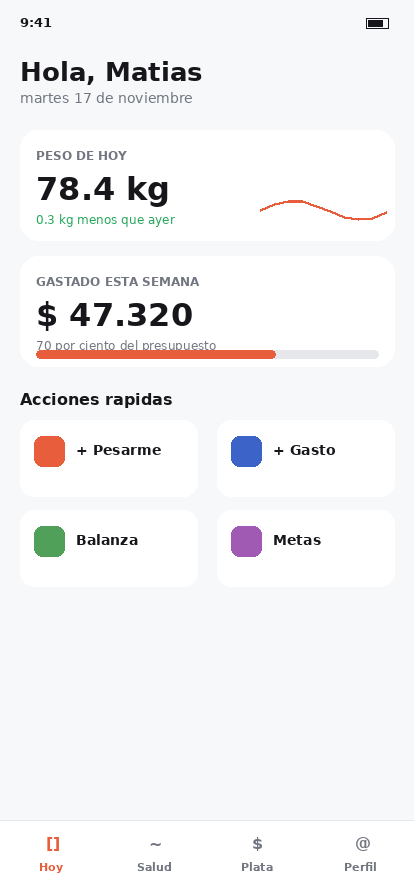 9:41
Hola, Matias
martes 17 de noviembre
PESO DE HOY
78.4 kg
0.3 kg menos que ayer
GASTADO ESTA SEMANA
$ 47.320
70 por ciento del presupuesto
Acciones rapidas
+ Pesarme
+ Gasto
Balanza
Metas
[] ~ $ @
Hoy Salud Plata Perfil